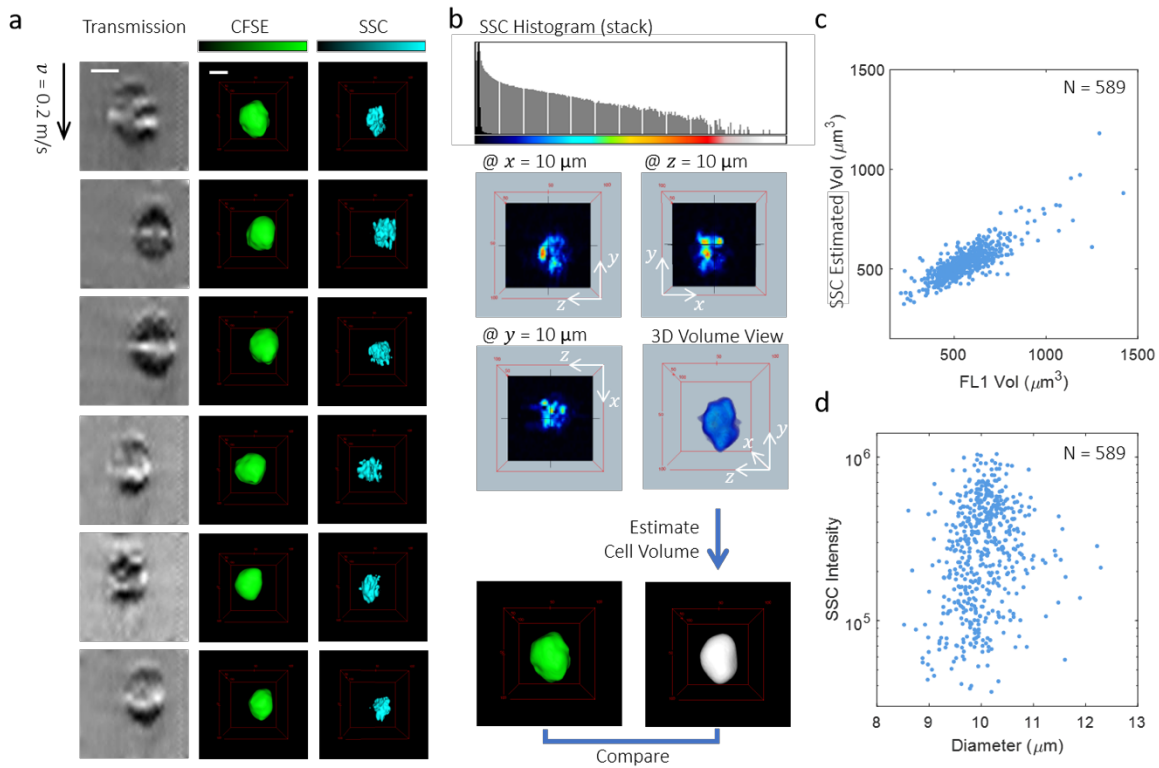 a
Transmission CFSE SSC
v = 0.2 m/s
b
SSC Histogram (stack)
@ x = 10 μm @ z = 10 μm
y
z
y
x
@ y = 10 μm 3D Volume View
z
x
y
x
z
Estimate
Cell Volume
Compare
c
N = 589
1500
1000
500
500 1000 1500
SSC Estimated Vol (μm³)
FL1 Vol (μm³)
d
N = 589
10⁶
10⁵
8 9 10 11 12 13
SSC Intensity
Diameter (μm)